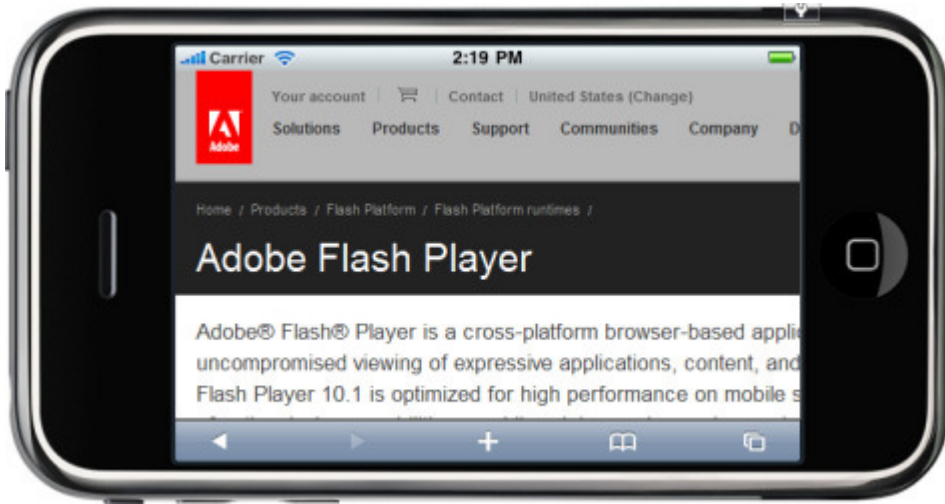 Carrier 2:19 PM
Your account | Contact | United States (Change)
Adobe
Solutions Products Support Communities Company D
Home / Products / Flash Platform / Flash Platform runtimes /
Adobe Flash Player
Adobe® Flash® Player is a cross-platform browser-based applic
uncompromised viewing of expressive applications, content, and
Flash Player 10.1 is optimized for high performance on mobile s